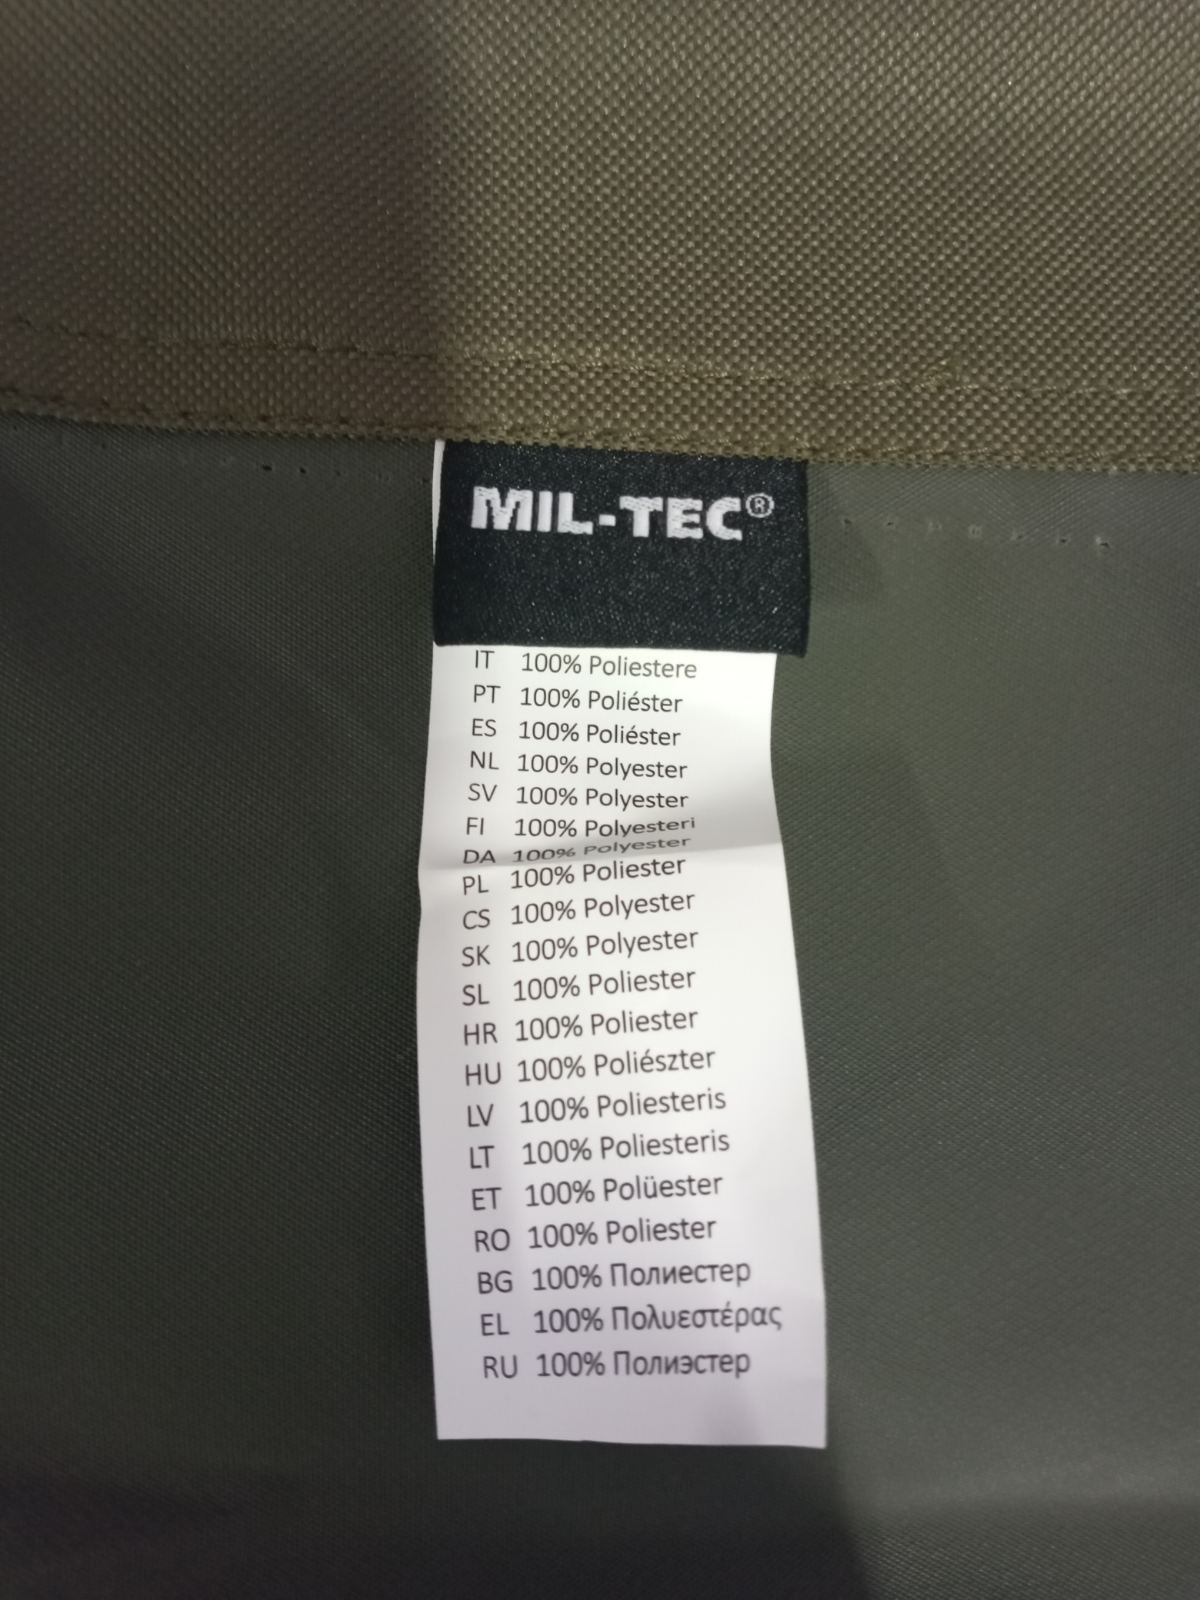 MIL-TEC®
IT 100% Poliestere
PT 100% Poliéster
ES 100% Poliéster
NL 100% Polyester
SV 100% Polyester
FI 100% Polyesteri
DA 100% Polyester
PL 100% Poliester
CS 100% Polyester
SK 100% Polyester
SL 100% Poliester
HR 100% Poliester
HU 100% Poliészter
LV 100% Poliesteris
LT 100% Poliesteris
ET 100% Polüester
RO 100% Poliester
BG 100% Полиестер
EL 100% Πολυεστέρας
RU 100% Полиэстер